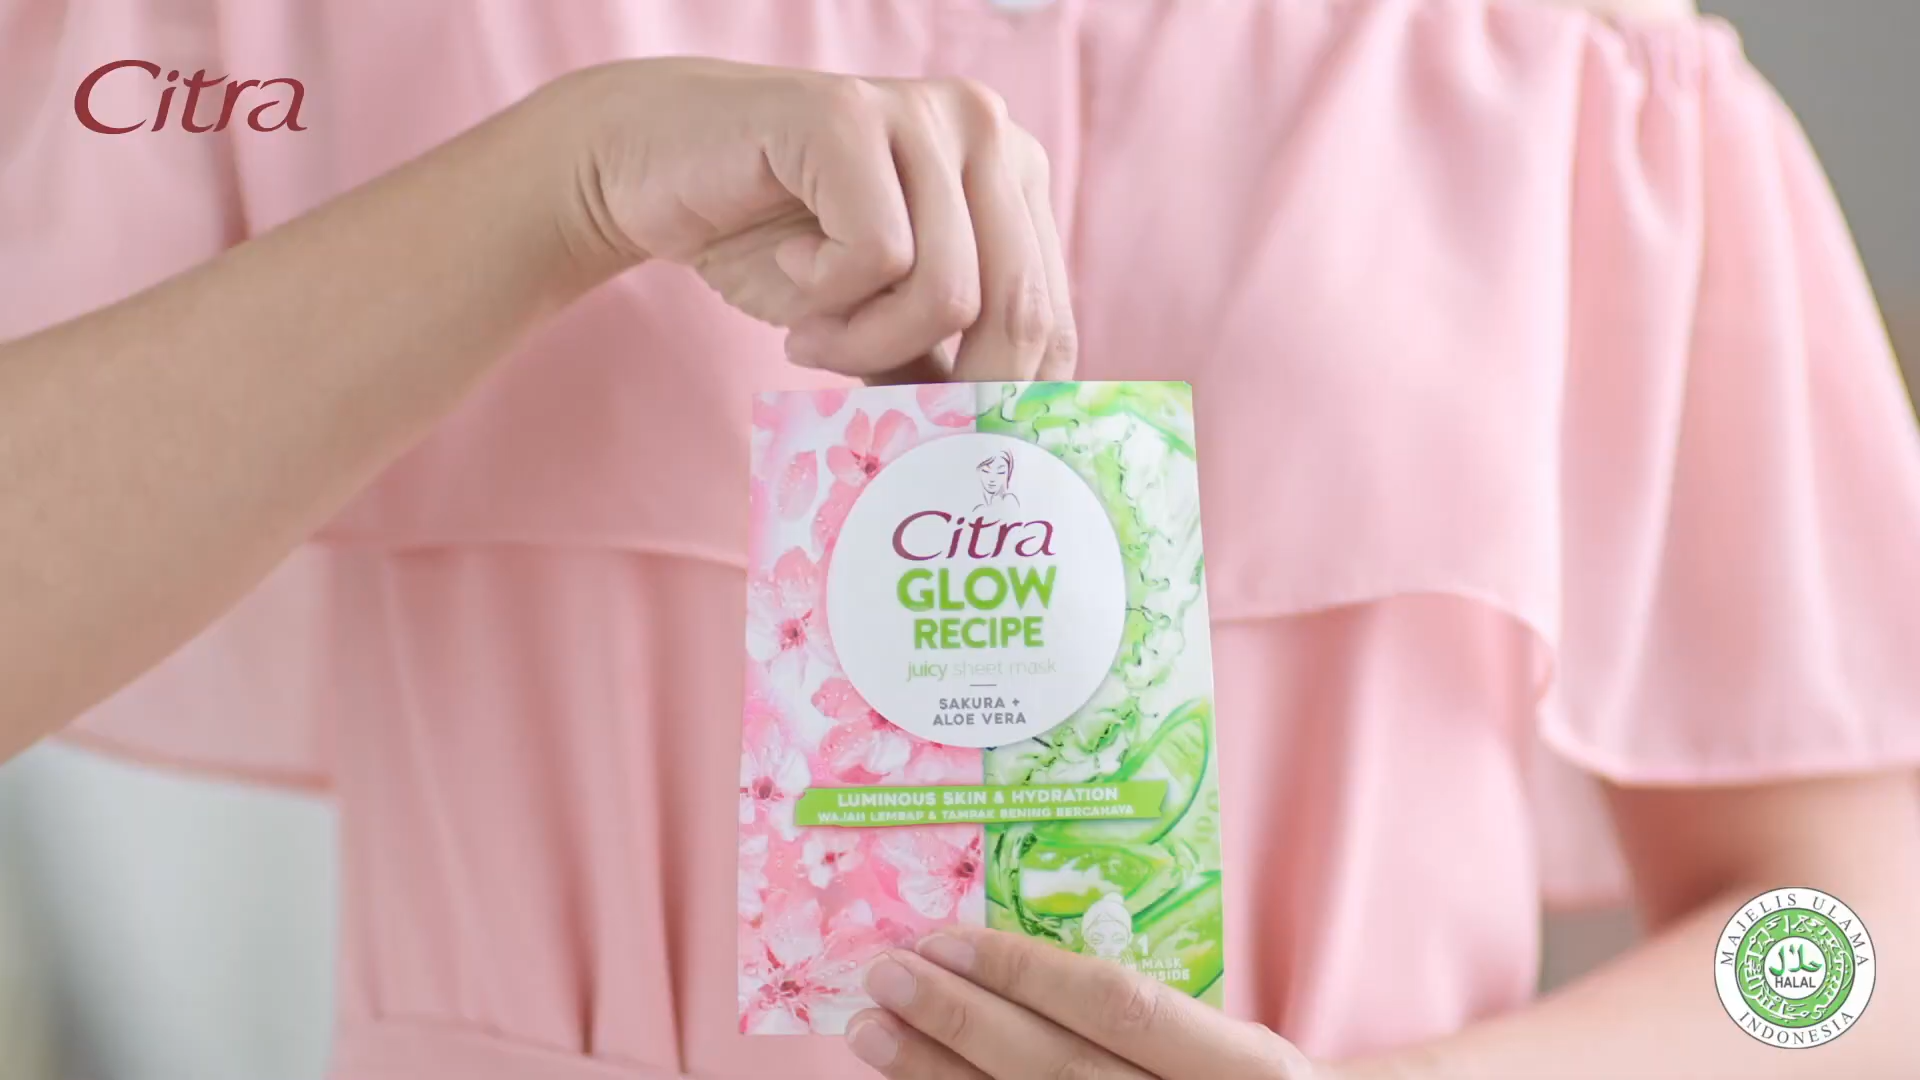 Citra
Citra
GLOW
RECIPE
juicy sheet mask
SAKURA +
ALOE VERA
LUMINOUS SKIN & HYDRATION
WAJAH LEMBAP & TAMPAK BENING BERCAHAYA
1
MASK
INSIDE
MAJELIS ULAMA
حلال
HALAL
INDONESIA